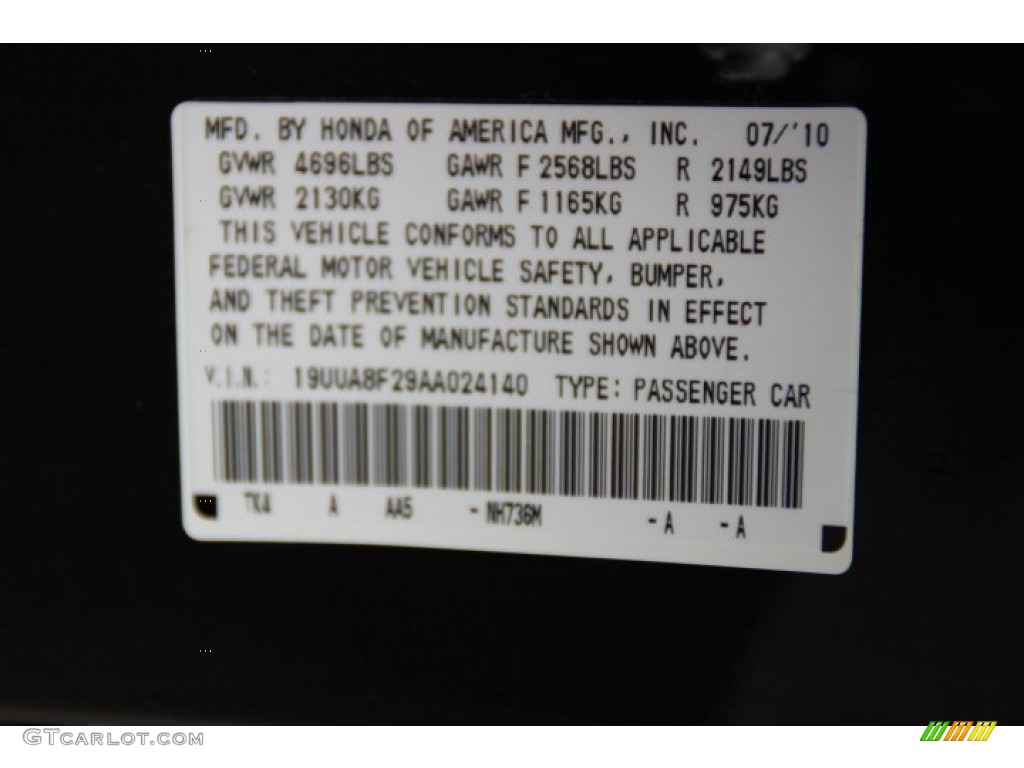 MFD. BY HONDA OF AMERICA MFG., INC. 07/'10
GVWR 4696LBS GAWR F 2568LBS R 2149LBS
GVWR 2130KG GAWR F 1165KG R 975KG
THIS VEHICLE CONFORMS TO ALL APPLICABLE
FEDERAL MOTOR VEHICLE SAFETY, BUMPER,
AND THEFT PREVENTION STANDARDS IN EFFECT
ON THE DATE OF MANUFACTURE SHOWN ABOVE.
V.I.N.: 19UUA8F29AA024140 TYPE: PASSENGER CAR
TK4 A AA5 -NH736M -A -A
GTCARLOT.COM